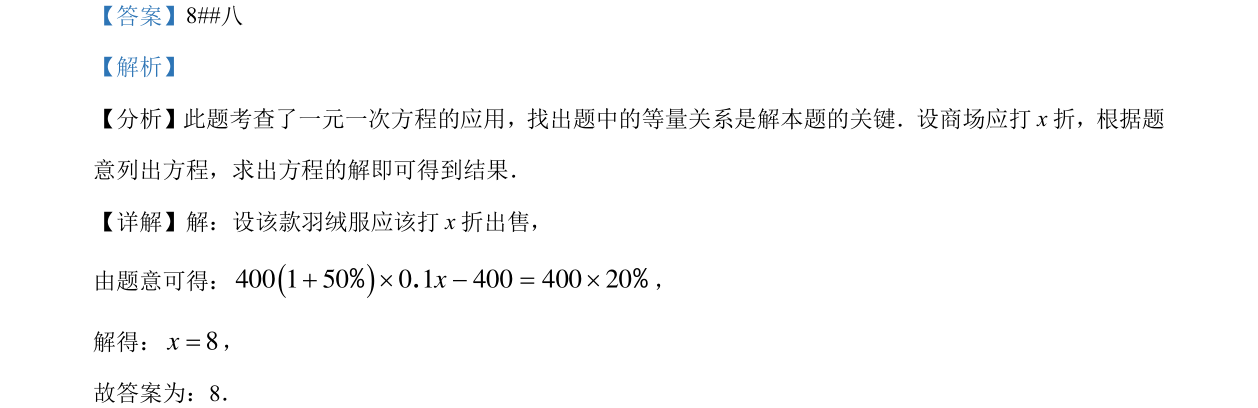 【答案】8##八
【解析】
【分析】此题考查了一元一次方程的应用，找出题中的等量关系是解本题的关键．设商场应打 x 折，根据题
意列出方程，求出方程的解即可得到结果．
【详解】解：设该款羽绒服应该打 x 折出售，
由题意可得：400(1+50%)×0.1x−400=400×20%，
解得：x=8，
故答案为：8．